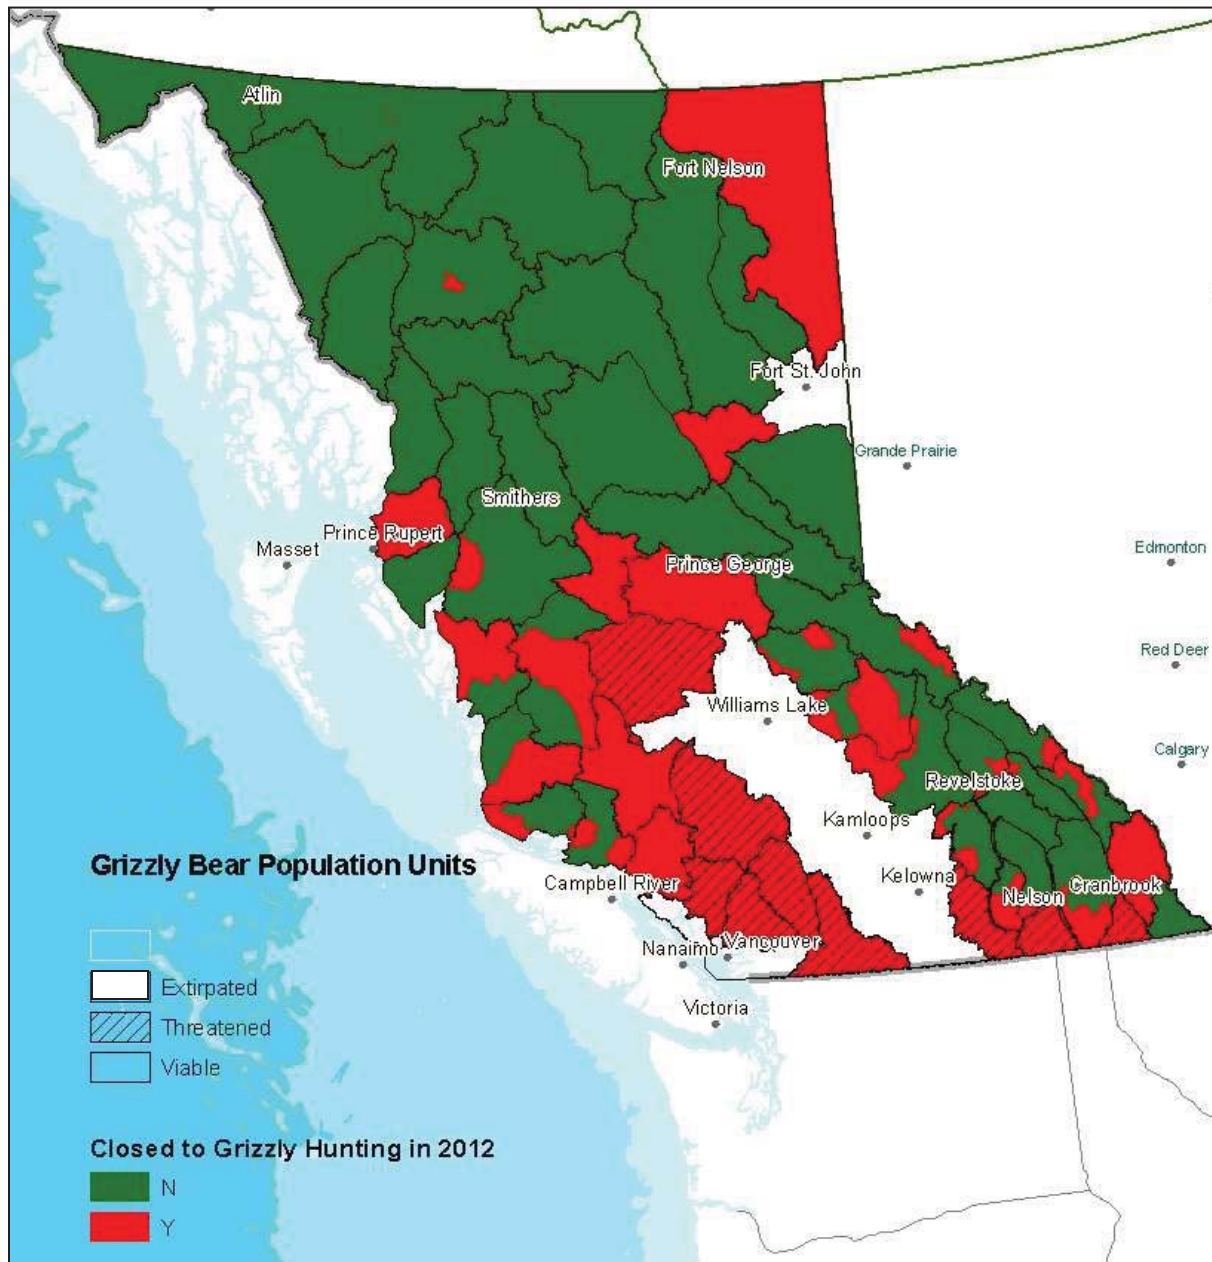 Atlin
Fort Nelson
Fort St. John
Grande Prairie
Smithers
Prince Rupert
Masset
Prince George
Edmonton
Red Deer
Williams Lake
Calgary
Revelstoke
Kamloops
Grizzly Bear Population Units
Campbell River
Kelowna
Nelson
Cranbrook
Nanaimo
Vancouver
Extirpated
Victoria
Threatened
Viable
Closed to Grizzly Hunting in 2012
N
Y